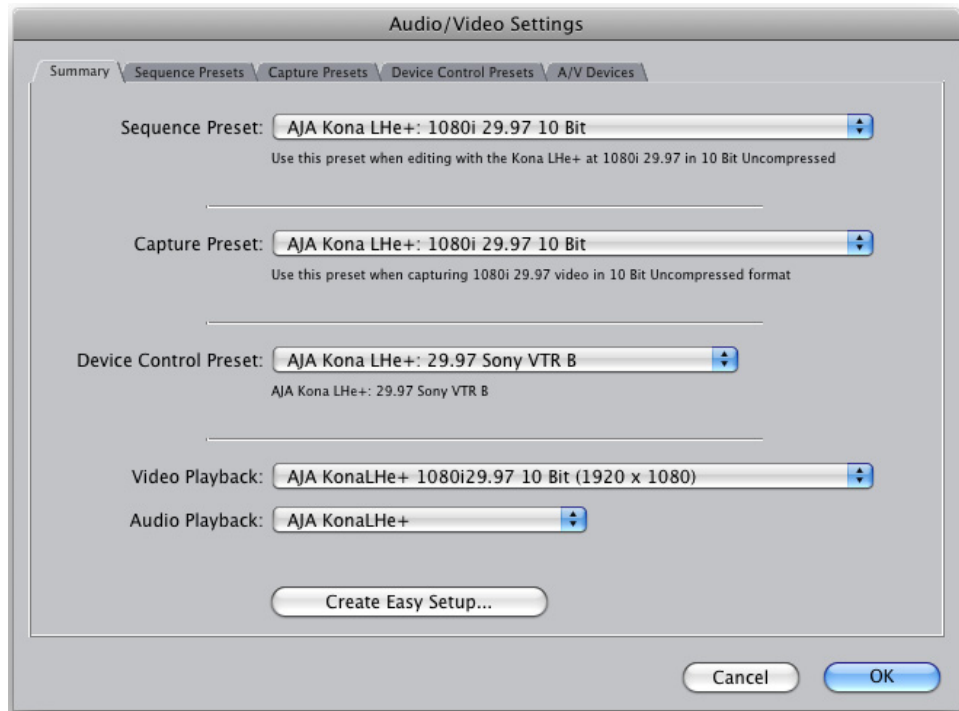 Audio/Video Settings
Summary Sequence Presets Capture Presets Device Control Presets A/V Devices
Sequence Preset: AJA Kona LHe+: 1080i 29.97 10 Bit
Use this preset when editing with the Kona LHe+ at 1080i 29.97 in 10 Bit Uncompressed
Capture Preset: AJA Kona LHe+: 1080i 29.97 10 Bit
Use this preset when capturing 1080i 29.97 video in 10 Bit Uncompressed format
Device Control Preset: AJA Kona LHe+: 29.97 Sony VTR B
AJA Kona LHe+: 29.97 Sony VTR B
Video Playback: AJA KonaLHe+ 1080i29.97 10 Bit (1920 x 1080)
Audio Playback: AJA KonaLHe+
Create Easy Setup...
Cancel OK